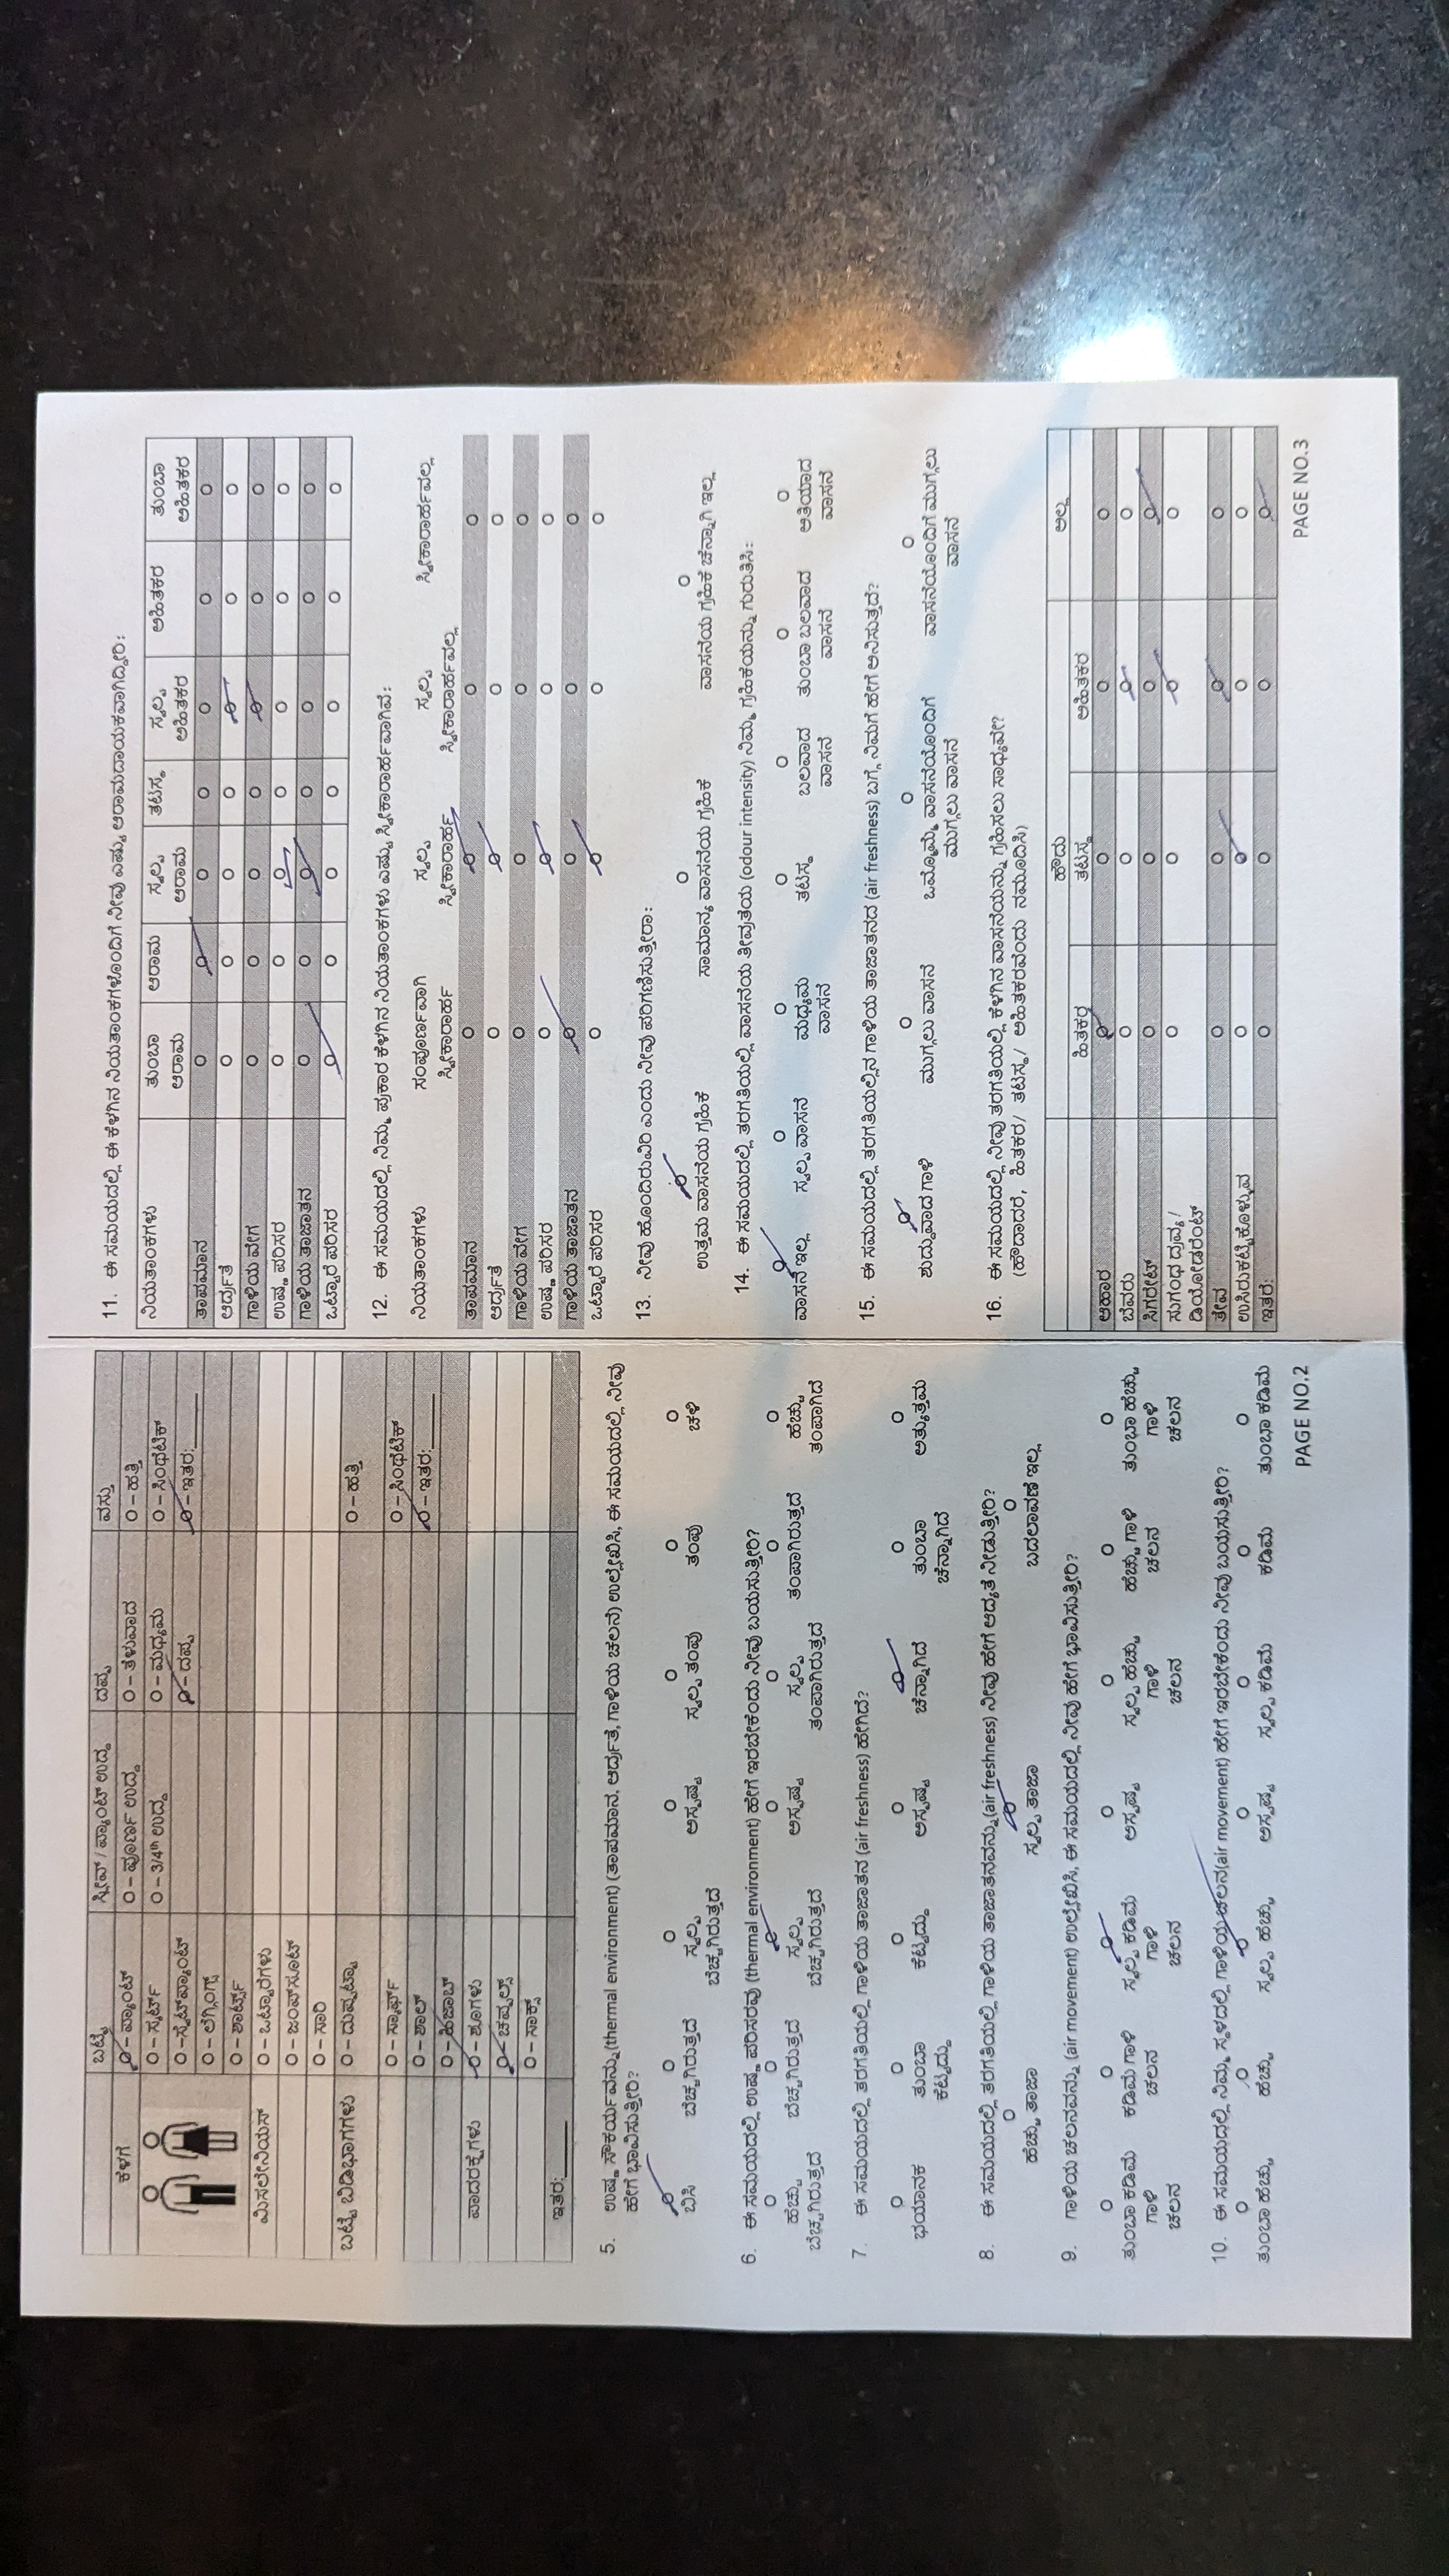 ಬಟ್ಟೆ ಸ್ಲೀವ್ / ಪ್ಯಾಂಟ್ ಉದ್ದ ದಪ್ಪ ವಸ್ತು
ಕೆಳಗೆ O – ಪ್ಯಾಂಟ್ O – ಪೂರ್ಣ ಉದ್ದ O – ತೆಳುವಾದ O – ಹತ್ತಿ
O – ಸ್ಕರ್ಟ್ O – 3/4th ಉದ್ದ O – ಮಧ್ಯಮ O – ಸಿಂಥೆಟಿಕ್
O –ಸ್ವೆಟ್‌ಪ್ಯಾಂಟ್ O – ದಪ್ಪ O – ಇತರ:______
O – ಲೆಗ್ಗಿಂಗ್ಸ್
O – ಶಾರ್ಟ್ಸ್
ಮಿಸಲೇನಿಯಸ್ O – ಒಟ್ಟಾರೆಗಳು
O – ಜಂಪ್‌ಸೂಟ್
O – ಸಾರಿ
ಬಟ್ಟೆ ಬಿಡಿಭಾಗಗಳು O – ದುಪಟ್ಟಾ O – ಹತ್ತಿ
O – ಸ್ಕಾರ್ಫ್ O – ಸಿಂಥೆಟಿಕ್
O – ಶಾಲ್ O – ಇತರ:______
O – ಹಿಜಾಬ್
ಪಾದರಕ್ಷೆಗಳು O – ಶೂಗಳು
O – ಚಪ್ಪಲ್ಸ್
O – ಸಾಕ್ಸ್
ಇತರ:______
5. ಉಷ್ಣ ಸೌಕರ್ಯವನ್ನು (thermal environment) (ತಾಪಮಾನ, ಆರ್ದ್ರತೆ, ಗಾಳಿಯ ಚಲನೆ) ಉಲ್ಲೇಖಿಸಿ, ಈ ಸಮಯದಲ್ಲಿ ನೀವು
ಹೇಗೆ ಭಾವಿಸುತ್ತೀರಿ?
O O O O O O O
ಬಿಸಿ ಬೆಚ್ಚಗಿರುತ್ತದೆ ಸ್ವಲ್ಪ ಅಸ್ಪಷ್ಟ ಸ್ವಲ್ಪ ತಂಪು ತಂಪು ಚಳಿ
ಬೆಚ್ಚಗಿರುತ್ತದೆ
6. ಈ ಸಮಯದಲ್ಲಿ ಉಷ್ಣ ಪರಿಸರವು (thermal environment) ಹೇಗೆ ಇರಬೇಕೆಂದು ನೀವು ಬಯಸುತ್ತೀರಿ?
O O O O O O O
ಹೆಚ್ಚು ಬೆಚ್ಚಗಿರುತ್ತದೆ ಸ್ವಲ್ಪ ಅಸ್ಪಷ್ಟ ಸ್ವಲ್ಪ ತಂಪಾಗಿರುತ್ತದೆ ಹೆಚ್ಚು
ಬೆಚ್ಚಗಿರುತ್ತದೆ ಬೆಚ್ಚಗಿರುತ್ತದೆ ತಂಪಾಗಿರುತ್ತದೆ ತಂಪಾಗಿದೆ
7. ಈ ಸಮಯದಲ್ಲಿ ತರಗತಿಯಲ್ಲಿ ಗಾಳಿಯ ತಾಜಾತನ (air freshness) ಹೇಗಿದೆ?
O O O O O O O
ಭಯಾನಕ ತುಂಬಾ ಕೆಟ್ಟದ್ದು ಅಸ್ಪಷ್ಟ ಚೆನ್ನಾಗಿದೆ ತುಂಬಾ ಅತ್ಯುತ್ತಮ
ಕೆಟ್ಟದ್ದು ಚೆನ್ನಾಗಿದೆ
8. ಈ ಸಮಯದಲ್ಲಿ ತರಗತಿಯಲ್ಲಿ ಗಾಳಿಯ ತಾಜಾತನವನ್ನು (air freshness) ನೀವು ಹೇಗೆ ಆದ್ಯತೆ ನೀಡುತ್ತೀರಿ?
O O O
ಹೆಚ್ಚು ತಾಜಾ ಸ್ವಲ್ಪ ತಾಜಾ ಬದಲಾವಣೆ ಇಲ್ಲ
9. ಗಾಳಿಯ ಚಲನವನ್ನು (air movement) ಉಲ್ಲೇಖಿಸಿ, ಈ ಸಮಯದಲ್ಲಿ ನೀವು ಹೇಗೆ ಭಾವಿಸುತ್ತೀರಿ?
O O O O O O O
ತುಂಬಾ ಕಡಿಮೆ ಕಡಿಮೆ ಗಾಳಿ ಸ್ವಲ್ಪ ಕಡಿಮೆ ಅಸ್ಪಷ್ಟ ಸ್ವಲ್ಪ ಹೆಚ್ಚು ಹೆಚ್ಚು ಗಾಳಿ ತುಂಬಾ ಹೆಚ್ಚು
ಗಾಳಿ ಚಲನ ಗಾಳಿ ಗಾಳಿ ಚಲನ ಗಾಳಿ
ಚಲನ ಚಲನ ಚಲನ ಚಲನ
10. ಈ ಸಮಯದಲ್ಲಿ ನಿಮ್ಮ ಸ್ಥಳದಲ್ಲಿ ಗಾಳಿಯ ಚಲನ(air movement) ಹೇಗೆ ಇರಬೇಕೆಂದು ನೀವು ಬಯಸುತ್ತೀರಿ?
O O O O O O O
ತುಂಬಾ ಹೆಚ್ಚು ಹೆಚ್ಚು ಸ್ವಲ್ಪ ಹೆಚ್ಚು ಅಸ್ಪಷ್ಟ ಸ್ವಲ್ಪ ಕಡಿಮೆ ಕಡಿಮೆ ತುಂಬಾ ಕಡಿಮೆ
PAGE NO.2
11. ಈ ಸಮಯದಲ್ಲಿ ಈ ಕೆಳಗಿನ ನಿಯತಾಂಕಗಳೊಂದಿಗೆ ನೀವು ಎಷ್ಟು ಆರಾಮದಾಯಕವಾಗಿದ್ದೀರಿ:
ನಿಯತಾಂಕಗಳು ತುಂಬಾ ಆರಾಮ ಸ್ವಲ್ಪ ತಟಸ್ಥ ಸ್ವಲ್ಪ ಅಹಿತಕರ ತುಂಬಾ
ಆರಾಮ ಆರಾಮ ಅಹಿತಕರ ಅಹಿತಕರ
ತಾಪಮಾನ O O O O O O O
ಆರ್ದ್ರತೆ O O O O O O O
ಗಾಳಿಯ ವೇಗ O O O O O O O
ಉಷ್ಣ ಪರಿಸರ O O O O O O O
ಗಾಳಿಯ ತಾಜಾತನ O O O O O O O
ಒಟ್ಟಾರೆ ಪರಿಸರ O O O O O O O
12. ಈ ಸಮಯದಲ್ಲಿ ನಿಮ್ಮ ಪ್ರಕಾರ ಕೆಳಗಿನ ನಿಯತಾಂಕಗಳು ಎಷ್ಟು ಸ್ವೀಕಾರಾರ್ಹವಾಗಿವೆ:
ನಿಯತಾಂಕಗಳು ಸಂಪೂರ್ಣವಾಗಿ ಸ್ವಲ್ಪ ಸ್ವಲ್ಪ ಸ್ವೀಕಾರಾರ್ಹವಲ್ಲ
ಸ್ವೀಕಾರಾರ್ಹ ಸ್ವೀಕಾರಾರ್ಹ ಸ್ವೀಕಾರಾರ್ಹವಲ್ಲ
ತಾಪಮಾನ O O O O
ಆರ್ದ್ರತೆ O O O O
ಗಾಳಿಯ ವೇಗ O O O O
ಉಷ್ಣ ಪರಿಸರ O O O O
ಗಾಳಿಯ ತಾಜಾತನ O O O O
ಒಟ್ಟಾರೆ ಪರಿಸರ O O O O
13. ನೀವು ಹೊಂದಿರುವಿರಿ ಎಂದು ನೀವು ಪರಿಗಣಿಸುತ್ತೀರಾ:
O O O
ಉತ್ತಮ ವಾಸನೆಯ ಗ್ರಹಿಕೆ ಸಾಮಾನ್ಯ ವಾಸನೆಯ ಗ್ರಹಿಕೆ ವಾಸನೆಯ ಗ್ರಹಿಕೆ ಚೆನ್ನಾಗಿ ಇಲ್ಲ
14. ಈ ಸಮಯದಲ್ಲಿ ತರಗತಿಯಲ್ಲಿ ವಾಸನೆಯ ತೀವ್ರತೆಯ (odour intensity) ನಿಮ್ಮ ಗ್ರಹಿಕೆಯನ್ನು ಗುರುತಿಸಿ:
O O O O O O O
ವಾಸನೆ ಇಲ್ಲ ಸ್ವಲ್ಪ ವಾಸನೆ ಮಧ್ಯಮ ತಟಸ್ಥ ಬಲವಾದ ತುಂಬಾ ಬಲವಾದ ಅತಿಯಾದ
ವಾಸನೆ ವಾಸನೆ ವಾಸನೆ ವಾಸನೆ
15. ಈ ಸಮಯದಲ್ಲಿ ತರಗತಿಯಲ್ಲಿನ ಗಾಳಿಯ ತಾಜಾತನದ (air freshness) ಬಗ್ಗೆ ನಿಮಗೆ ಹೇಗೆ ಅನಿಸುತ್ತದೆ?
O O O O
ಶುದ್ಧವಾದ ಗಾಳಿ ಮುಗ್ಗಲು ವಾಸನೆ ಒಮ್ಮೊಮ್ಮೆ ವಾಸನೆಯೊಂದಿಗೆ ವಾಸನೆಯೊಂದಿಗೆ ಮುಗ್ಗಲು
ಮುಗ್ಗಲು ವಾಸನೆ ವಾಸನೆ
16. ಈ ಸಮಯದಲ್ಲಿ ನೀವು ತರಗತಿಯಲ್ಲಿ ಕೆಳಗಿನ ವಾಸನೆಯನ್ನು ಗ್ರಹಿಸಲು ಸಾಧ್ಯವೇ?
(ಹೌದಾದರೆ, ಹಿತಕರ/ ತಟಸ್ಥ/ ಅಹಿತಕರವೆಂದು ನಮೂದಿಸಿ)
ಹೌದು ಅಲ್ಲ
ಹಿತಕರ ತಟಸ್ಥ ಅಹಿತಕರ
ಆಹಾರ O O O O
ಬೆವರು O O O O
ಸಿಗರೇಟ್ O O O O
ಸುಗಂಧ ದ್ರವ್ಯ / O O O O
ಡಿಯೋಡರೆಂಟ್
ತೇವ O O O O
ಉಸಿರುಕಟ್ಟಿಕೊಳ್ಳುವ O O O O
ಇತರ: O O O O
PAGE NO.3